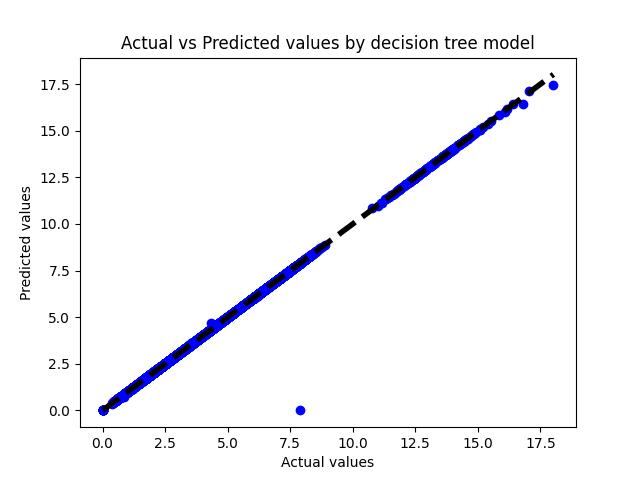 Actual vs Predicted values by decision tree model
17.5
15.0
12.5
10.0
7.5
5.0
2.5
0.0
Predicted values
0.0 2.5 5.0 7.5 10.0 12.5 15.0 17.5
Actual values